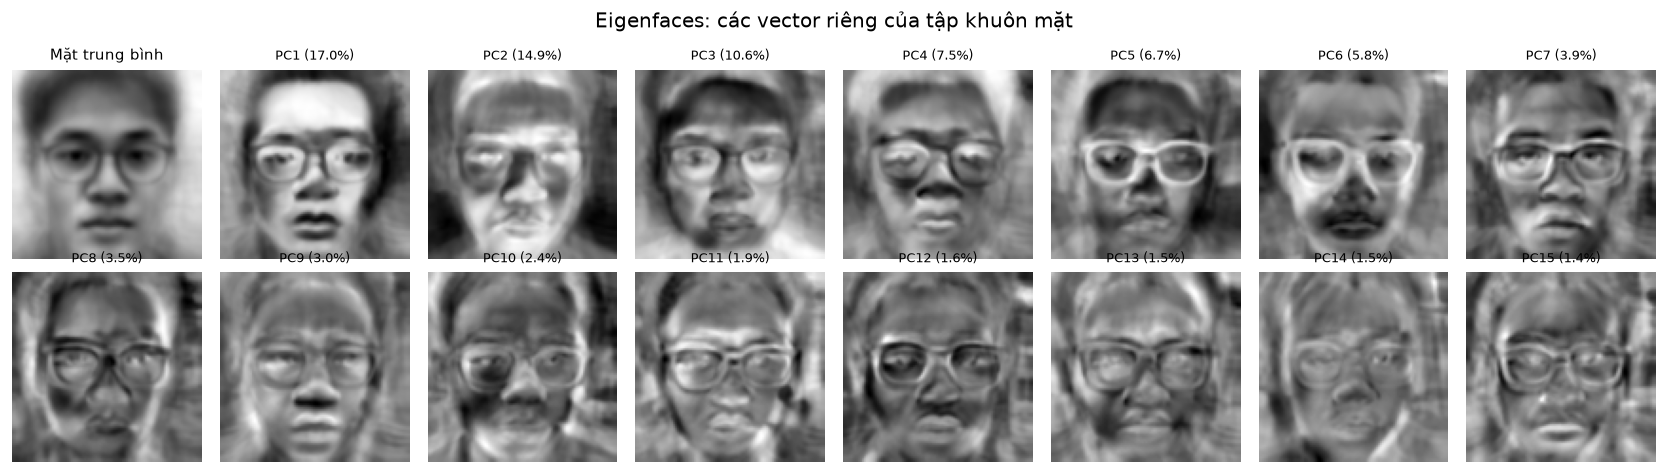 Eigenfaces: các vector riêng của tập khuôn mặt
Mặt trung bình
PC1 (17.0%)
PC2 (14.9%)
PC3 (10.6%)
PC4 (7.5%)
PC5 (6.7%)
PC6 (5.8%)
PC7 (3.9%)
PC8 (3.5%)
PC9 (3.0%)
PC10 (2.4%)
PC11 (1.9%)
PC12 (1.6%)
PC13 (1.5%)
PC14 (1.5%)
PC15 (1.4%)